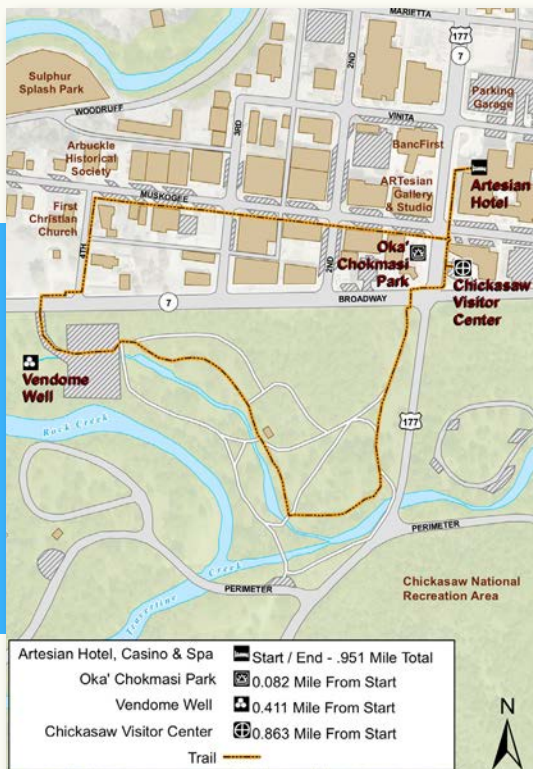 MARIETTA
177
7
2ND
Sulphur
Splash Park
Parking
Garage
WOODRUFF
VINITA
3RD
Arbuckle
Historical
Society
BancFirst
ARTesian
Gallery
& Studio
Artesian
Hotel
MUSKOGEE
First
Christian
Church
4TH
2ND
Oka'
Chokmasi
Park
Chickasaw
Visitor
Center
7
BROADWAY
Vendome
Well
177
Rock Creek
PERIMETER
PERIMETER
Travertine Creek
Chickasaw National
Recreation Area
Artesian Hotel, Casino & Spa Start / End - .951 Mile Total
Oka' Chokmasi Park 0.082 Mile From Start
Vendome Well 0.411 Mile From Start
Chickasaw Visitor Center 0.863 Mile From Start
Trail
N